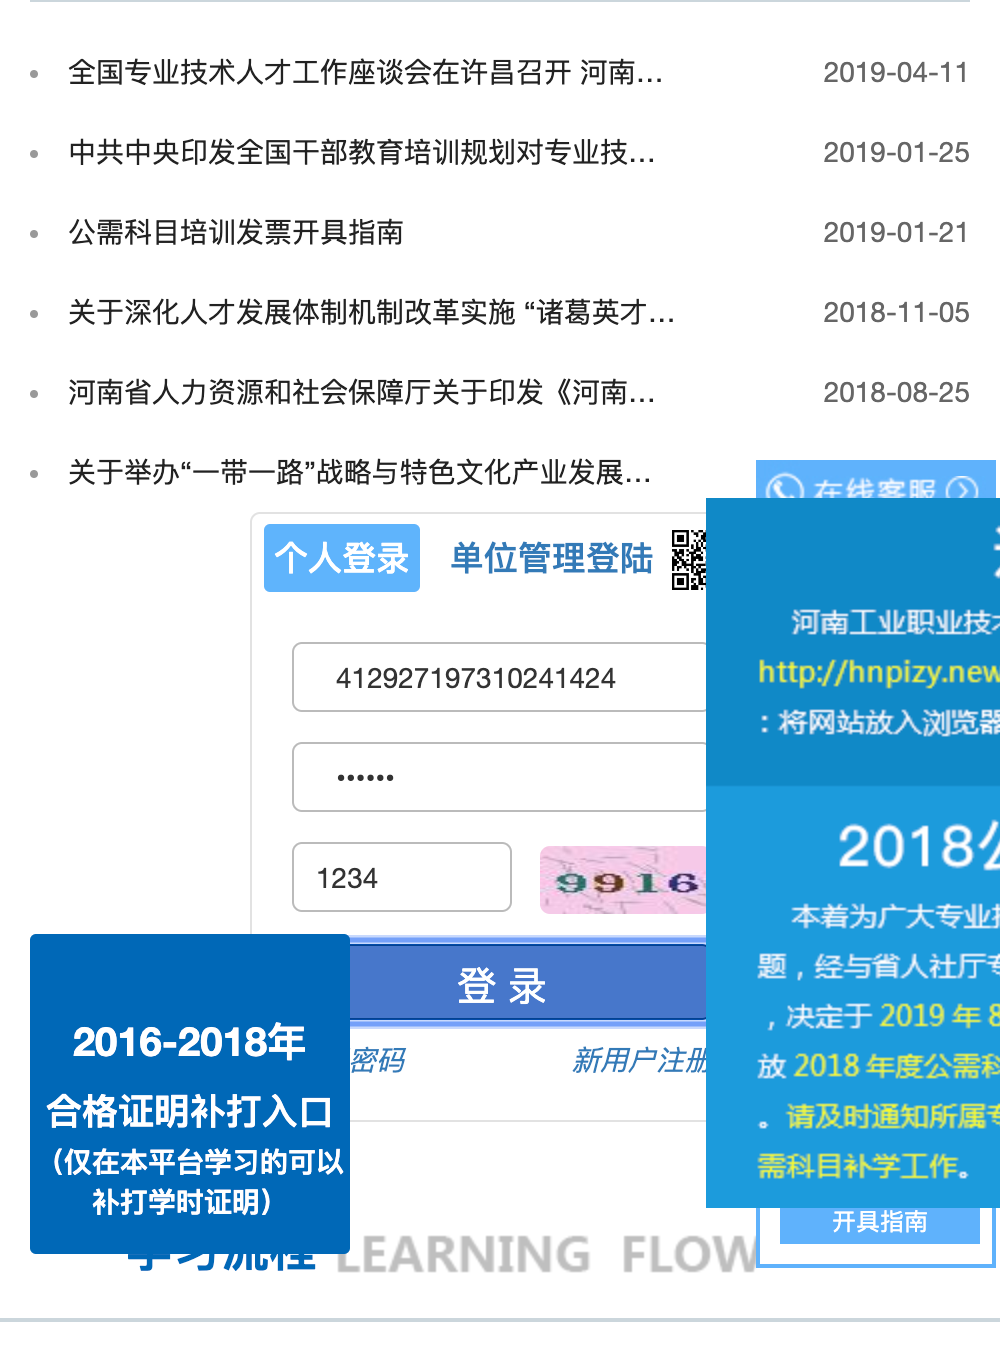 全国专业技术人才工作座谈会在许昌召开 河南...
2019-04-11
中共中央印发全国干部教育培训规划对专业技...
2019-01-25
公需科目培训发票开具指南
2019-01-21
关于深化人才发展体制机制改革实施 “诸葛英才...
2018-11-05
河南省人力资源和社会保障厅关于印发《河南...
2018-08-25
关于举办“一带一路”战略与特色文化产业发展...
在线客服
个人登录
单位管理登陆
412927197310241424
••••••
1234
9916
登 录
密码
新用户注册
河南工业职业技术
http://hnpizy.new
：将网站放入浏览器
2018公
本着为广大专业技
题，经与省人社厅专
，决定于 2019 年 8
放 2018 年度公需科
。请及时通知所属专
需科目补学工作。
开具指南
2016-2018年
合格证明补打入口
（仅在本平台学习的可以
补打学时证明）
学习流程 LEARNING FLOW